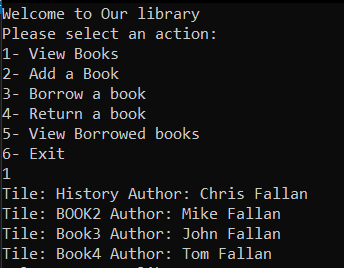 Welcome to Our library
Please select an action:
1- View Books
2- Add a Book
3- Borrow a book
4- Return a book
5- View Borrowed books
6- Exit
1
Tile: History Author: Chris Fallan
Tile: BOOK2 Author: Mike Fallan
Tile: Book3 Author: John Fallan
Tile: Book4 Author: Tom Fallan